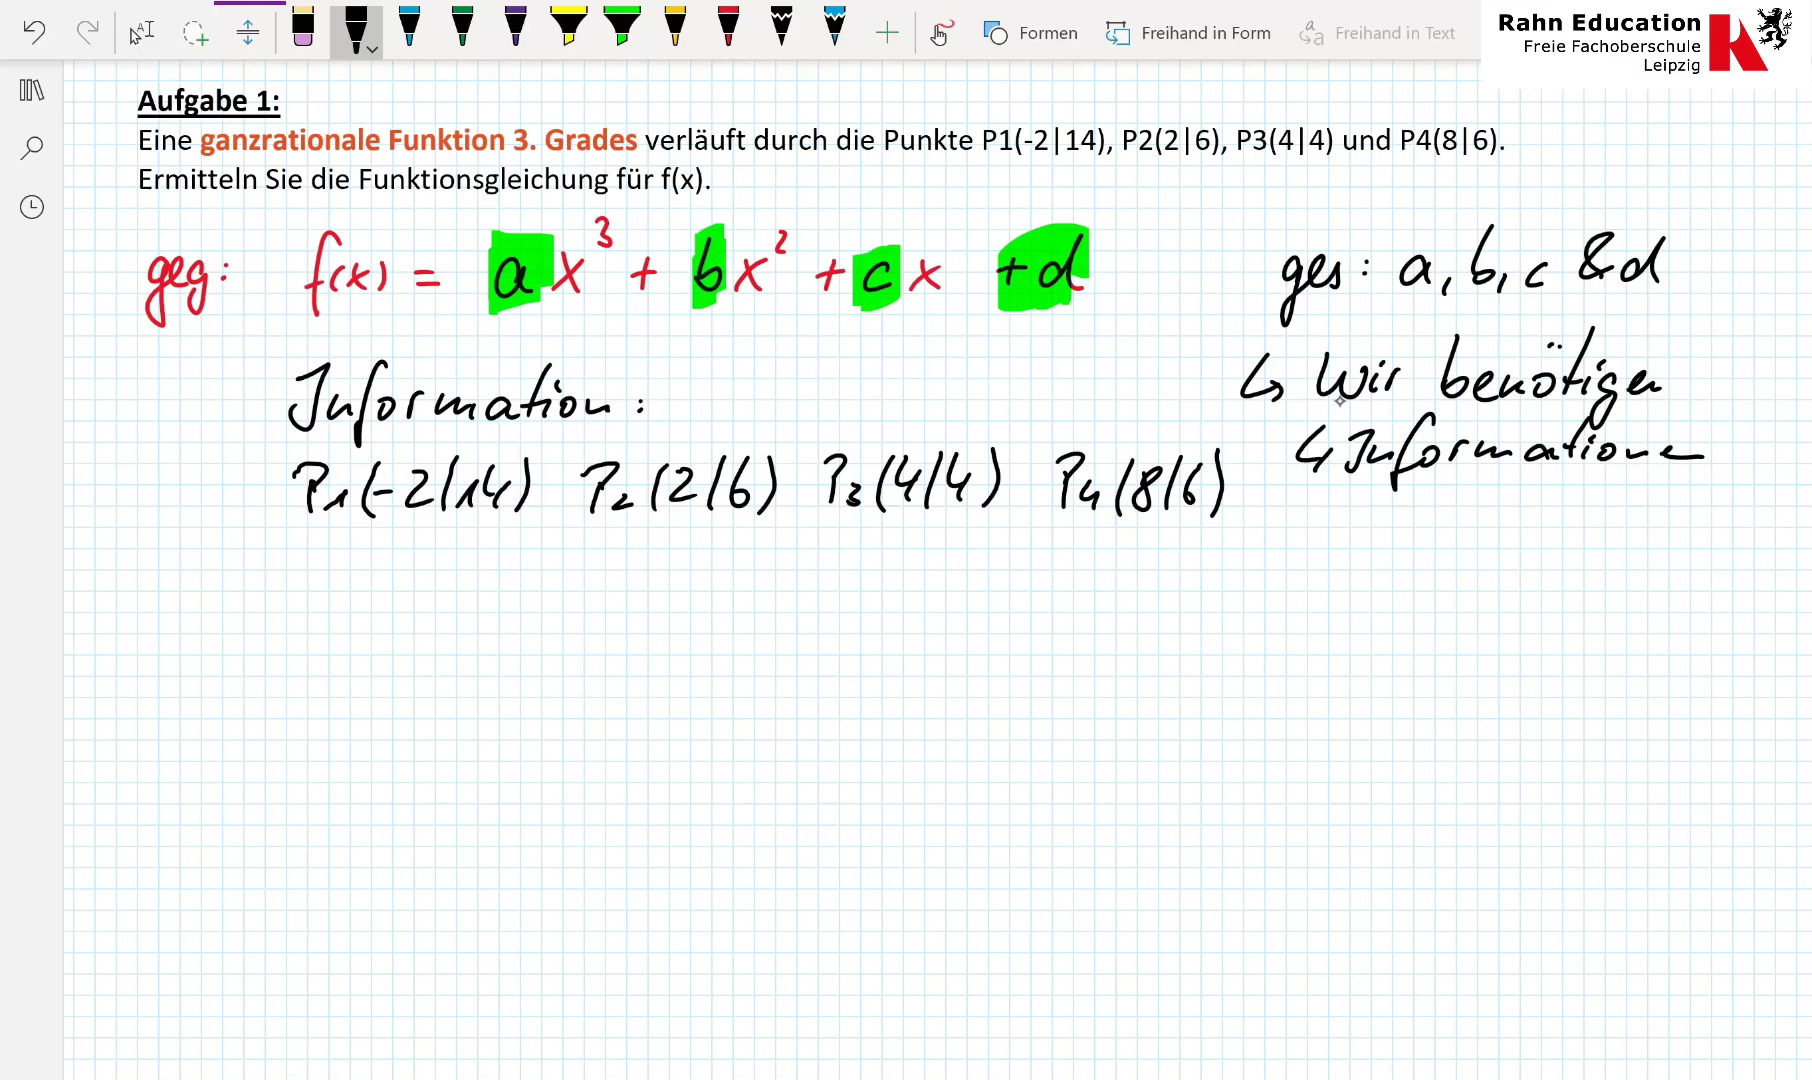 Formen
Freihand in Form
Freihand in Text
Rahn Education
Freie Fachoberschule
Leipzig
Aufgabe 1:
Eine ganzrationale Funktion 3. Grades verläuft durch die Punkte P1(-2|14), P2(2|6), P3(4|4) und P4(8|6).
Ermitteln Sie die Funktionsgleichung für f(x).
geg: f(x) = ax³ + bx² + cx + d
ges: a, b, c & d
↳ Wir benötigen
4 Informationen
Information:
P₁(-2/14) P₂(2/6) P₃(4/4) P₄(8/6)